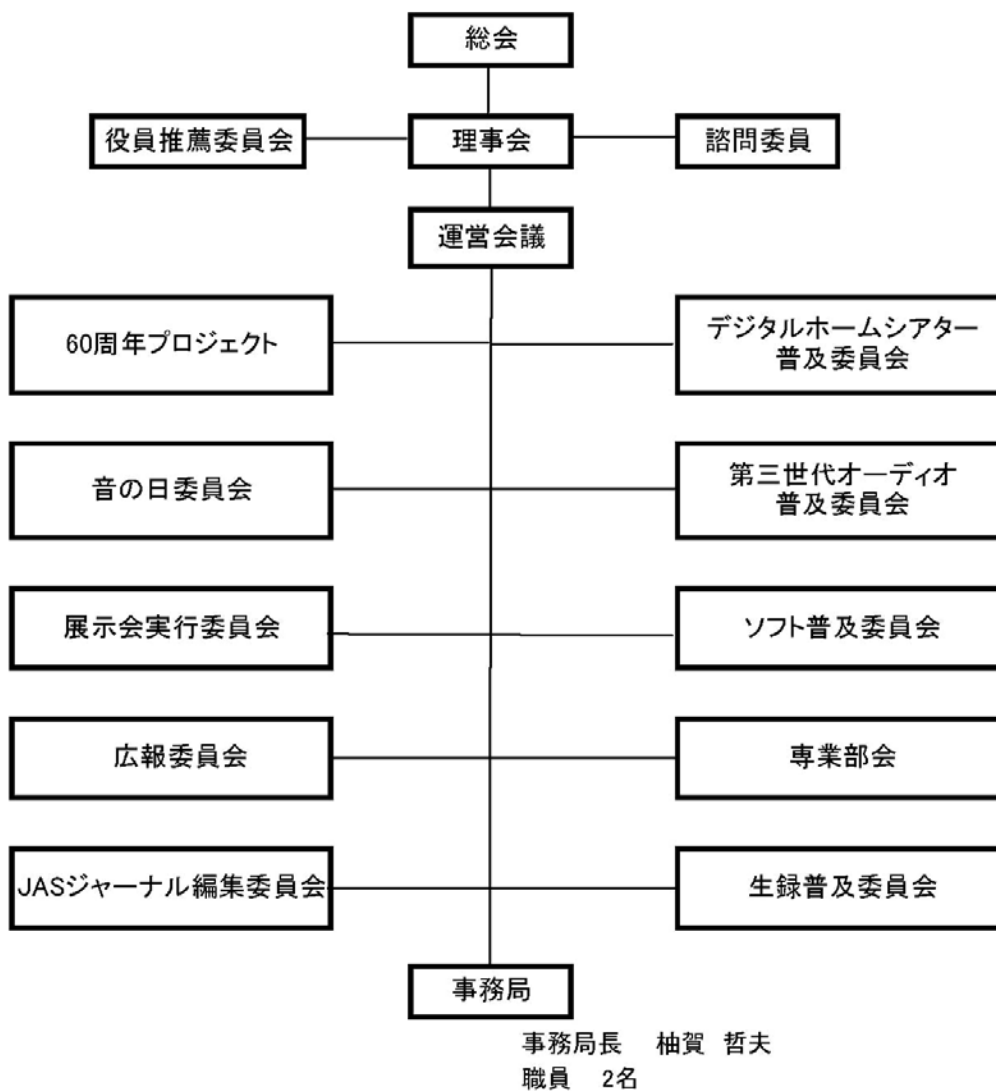 総会
役員推薦委員会
理事会
諮問委員
運営会議
60周年プロジェクト
デジタルホームシアター
普及委員会
音の日委員会
第三世代オーディオ
普及委員会
展示会実行委員会
ソフト普及委員会
広報委員会
専業部会
JASジャーナル編集委員会
生録普及委員会
事務局
事務局長 柚賀 哲夫
職員 2名